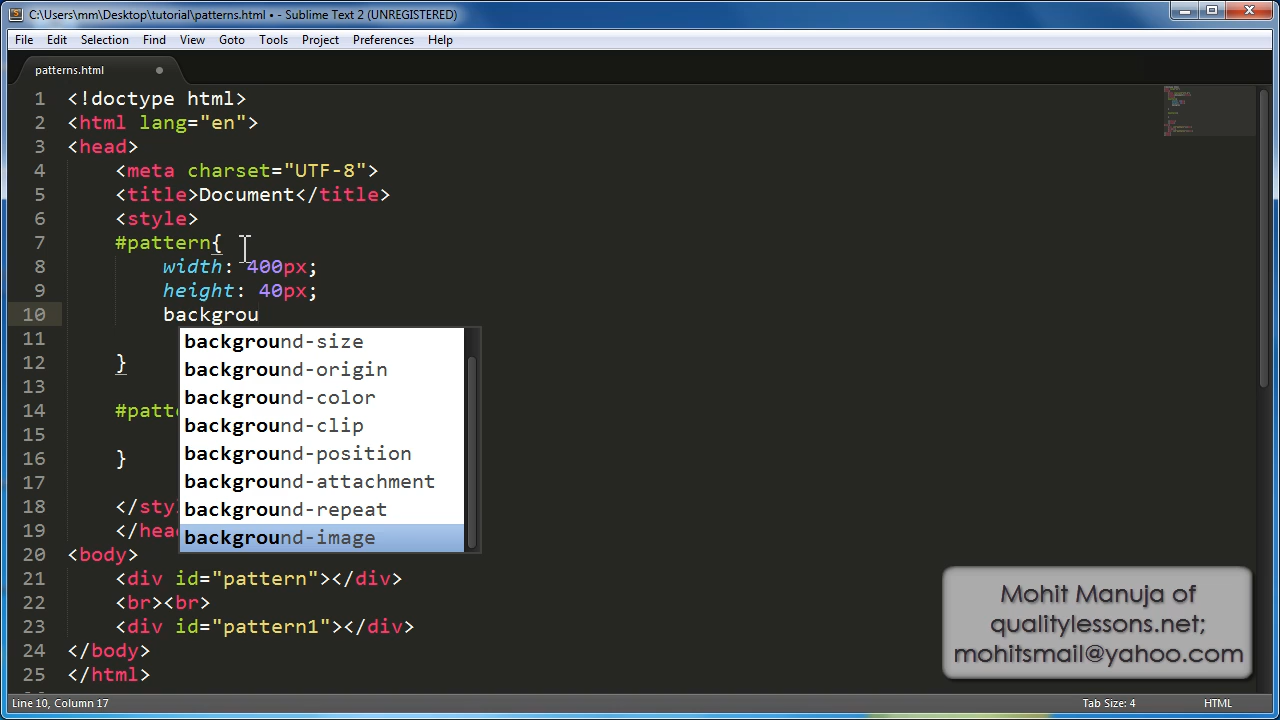 C:\Users\mm\Desktop\tutorial\patterns.html • - Sublime Text 2 (UNREGISTERED)
File Edit Selection Find View Goto Tools Project Preferences Help
patterns.html
1 <!doctype html>
2 <html lang="en">
3 <head>
4 <meta charset="UTF-8">
5 <title>Document</title>
6 <style>
7 #pattern{
8 width: 400px;
9 height: 40px;
10 backgrou
11
background-size
12 }
background-origin
13
background-color
14 #patte
background-clip
15
16 }
background-position
17
background-attachment
18 </sty
background-repeat
19 </hea
background-image
20 <body>
21 <div id="pattern"></div>
22 <br><br>
23 <div id="pattern1"></div>
24 </body>
25 </html>
Mohit Manuja of
qualitylessons.net;
mohitsmail@yahoo.com
Line 10, Column 17 Tab Size: 4 HTML